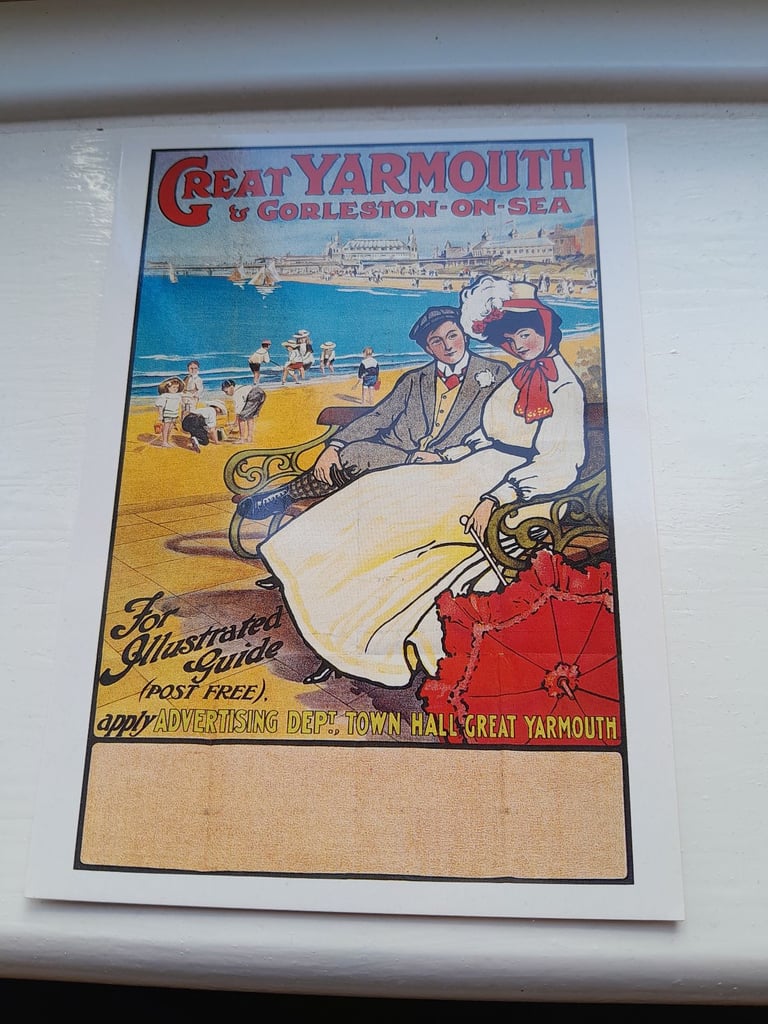 GREAT YARMOUTH
& GORLESTON-ON-SEA
For
Illustrated
Guide
(POST FREE).
apply ADVERTISING DEPT., TOWN HALL GREAT YARMOUTH